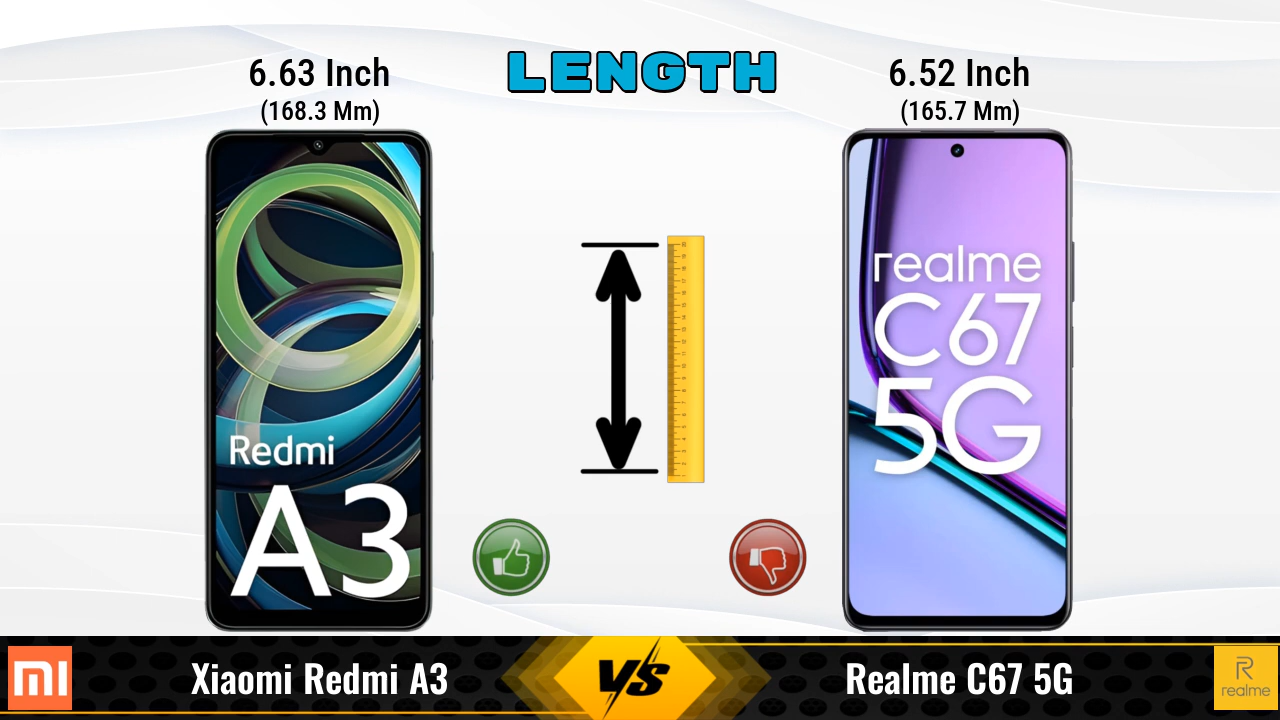 LENGTH
6.63 Inch
(168.3 Mm)
6.52 Inch
(165.7 Mm)
Redmi
A3
realme
C67
5G
mi
Xiaomi Redmi A3
VS
Realme C67 5G
R
realme